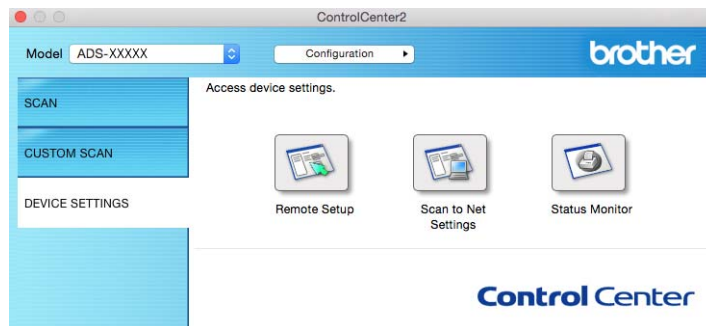 ControlCenter2
Model ADS-XXXXX Configuration brother
Access device settings.
SCAN
CUSTOM SCAN
DEVICE SETTINGS
Remote Setup Scan to Net Status Monitor
Settings
Control Center